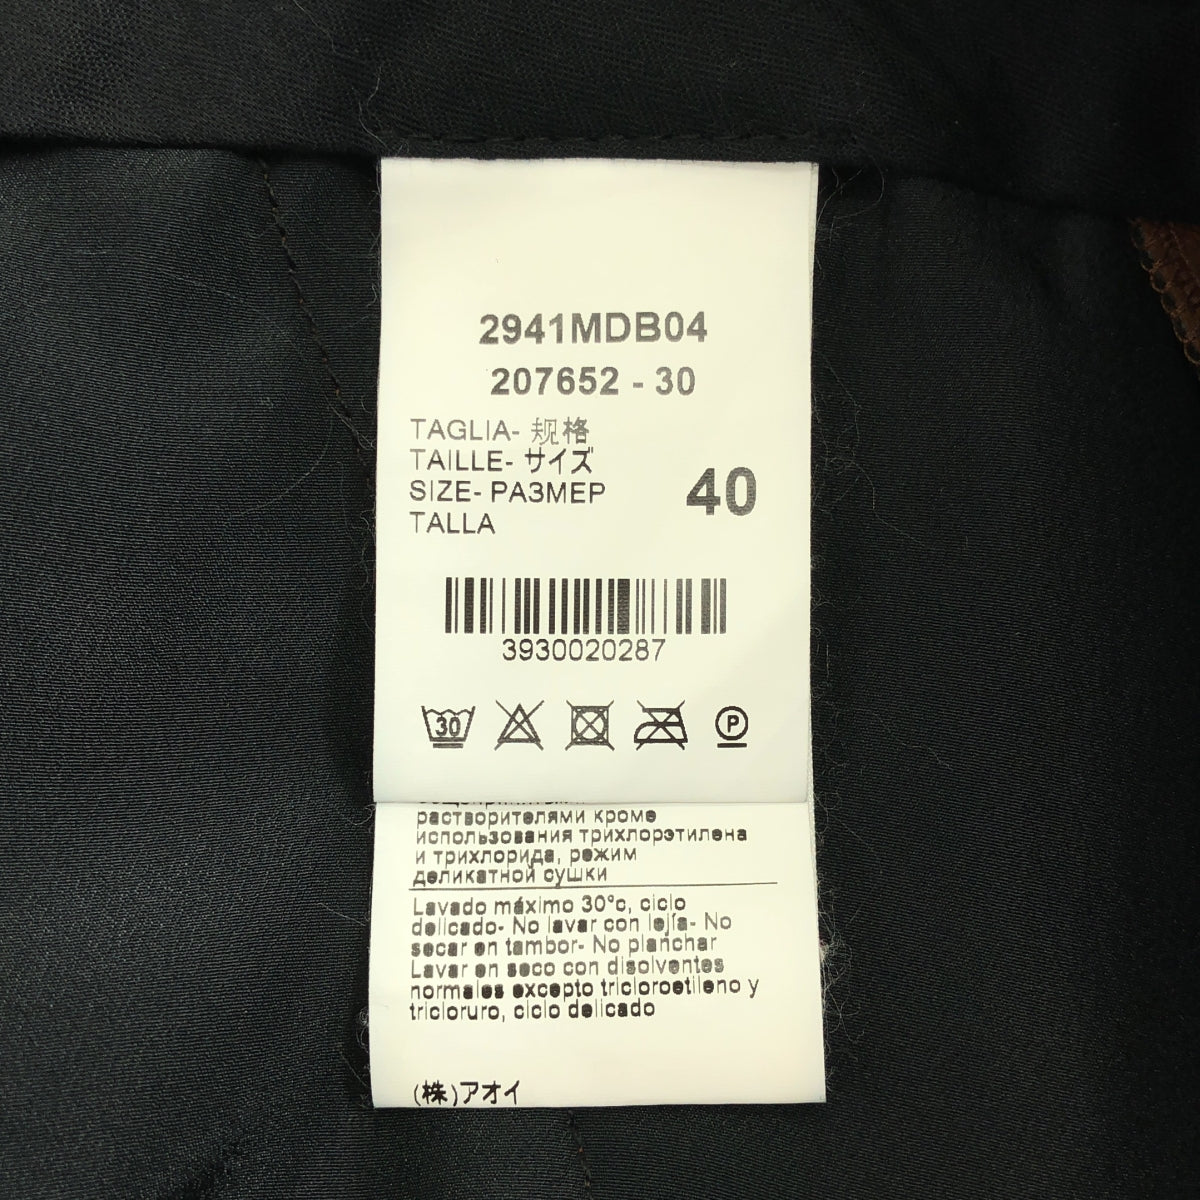 2941MDB04
207652 - 30
TAGLIA- 规格
TAILLE- サイズ
SIZE- РАЗМЕР
TALLA
40
3930020287
30
P
растворителями кроме
использования трихлорэтилена
и трихлорида, режим
деликатной сушки
Lavado máximo 30°c, ciclo
delicado- No lavar con lejía- No
secar en tambor- No planchar
Lavar en seco con disolventes
normales excepto tricloroetileno y
tricloruro, ciclo delicado
(株)アオイ